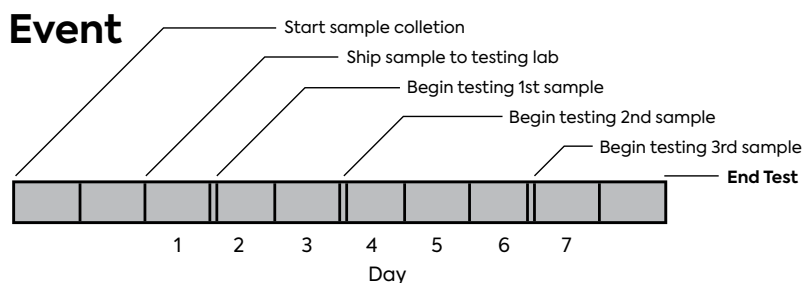 Event
Start sample colletion
Ship sample to testing lab
Begin testing 1st sample
Begin testing 2nd sample
Begin testing 3rd sample
End Test
1 2 3 4 5 6 7
Day